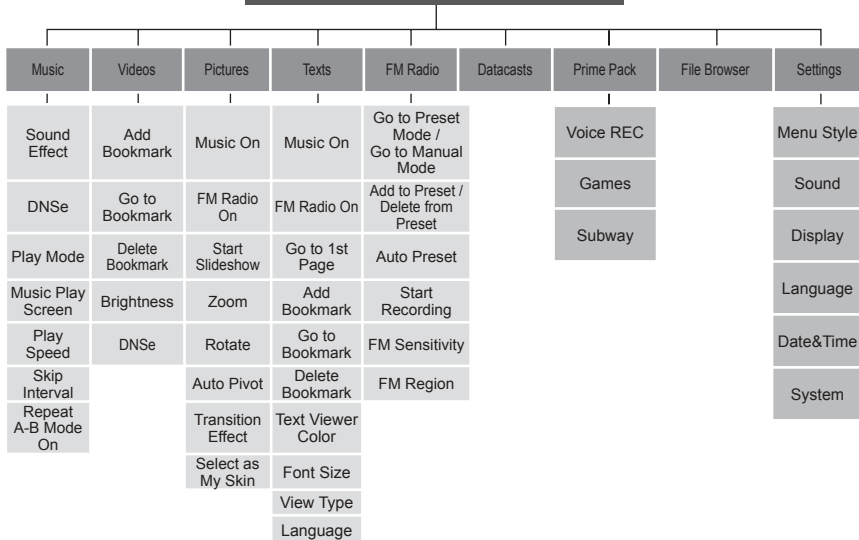 Music
Videos
Pictures
Texts
FM Radio
Datacasts
Prime Pack
File Browser
Settings
Sound
Effect
DNSe
Play Mode
Music Play
Screen
Play
Speed
Skip
Interval
Repeat
A-B Mode
On
Add
Bookmark
Go to
Bookmark
Delete
Bookmark
Brightness
DNSe
Music On
FM Radio
On
Start
Slideshow
Zoom
Rotate
Auto Pivot
Transition
Effect
Select as
My Skin
Music On
FM Radio On
Go to 1st
Page
Add
Bookmark
Go to
Bookmark
Delete
Bookmark
Text Viewer
Color
Font Size
View Type
Language
Go to Preset
Mode /
Go to Manual
Mode
Add to Preset /
Delete from
Preset
Auto Preset
Start
Recording
FM Sensitivity
FM Region
Voice REC
Games
Subway
Menu Style
Sound
Display
Language
Date&Time
System